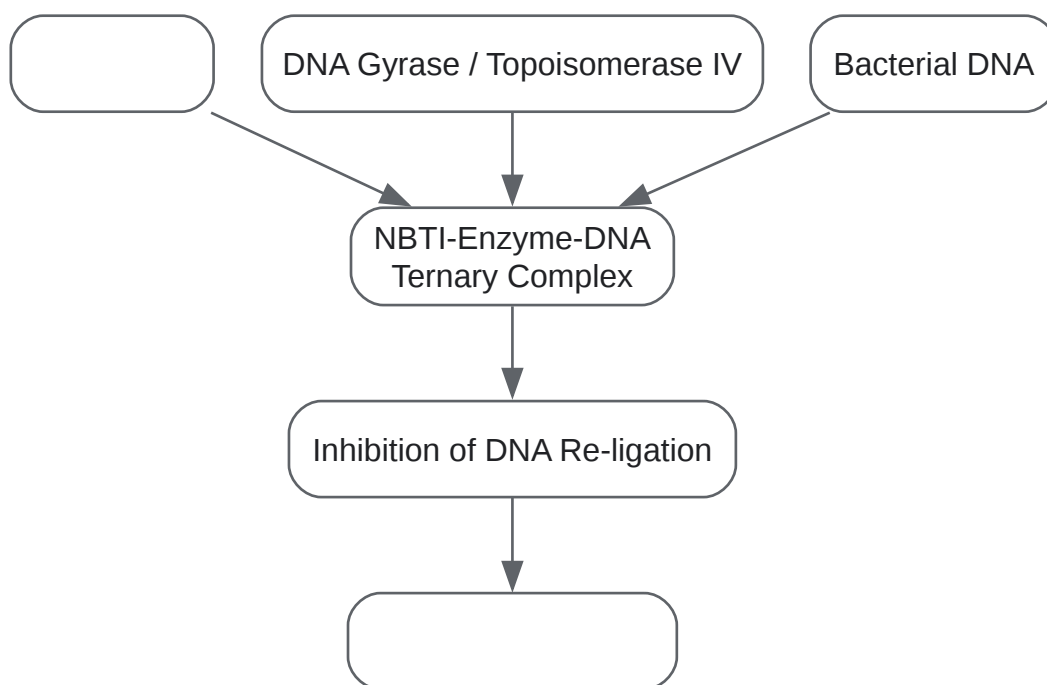 DNA Gyrase / Topoisomerase IV
Bacterial DNA
NBTI-Enzyme-DNA
Ternary Complex
Inhibition of DNA Re-ligation